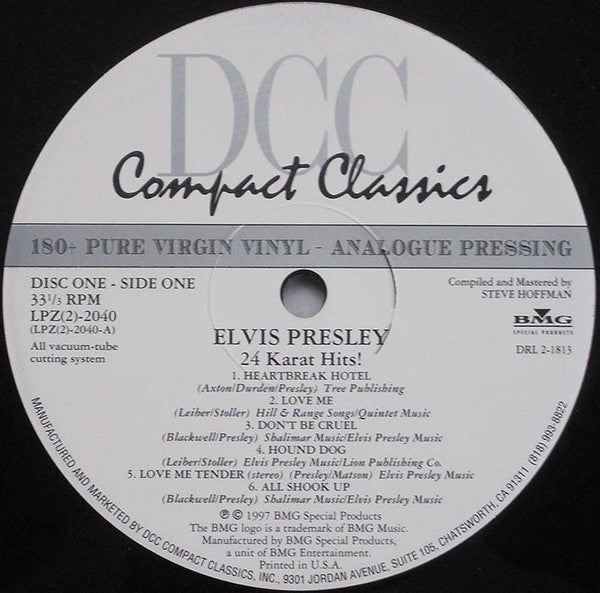 DCC
Compact Classics
180+ PURE VIRGIN VINYL - ANALOGUE PRESSING
DISC ONE - SIDE ONE
33 1/3 RPM
LPZ(2)-2040
(LPZ(2)-2040-A)
All vacuum-tube
cutting system
Compiled and Mastered by
STEVE HOFFMAN
BMG
SPECIAL PRODUCTS
DRL 2-1813
ELVIS PRESLEY
24 Karat Hits!
1. HEARTBREAK HOTEL
(Axton/Durden/Presley) Tree Publishing
2. LOVE ME
(Leiber/Stoller) Hill & Range Songs/Quintet Music
3. DON'T BE CRUEL
(Blackwell/Presley) Shalimar Music/Elvis Presley Music
4. HOUND DOG
(Leiber/Stoller) Elvis Presley Music/Lion Publishing Co.
5. LOVE ME TENDER (stereo) (Presley/Matson) Elvis Presley Music
6. ALL SHOOK UP
(Blackwell/Presley) Shalimar Music/Elvis Presley Music
℗ © 1997 BMG Special Products
The BMG logo is a trademark of BMG Music.
Manufactured by BMG Special Products,
a unit of BMG Entertainment.
Printed in U.S.A.
MANUFACTURED AND MARKETED BY DCC COMPACT CLASSICS, INC., 9301 JORDAN AVENUE, SUITE 105, CHATSWORTH, CA 91311 (818) 993-8822